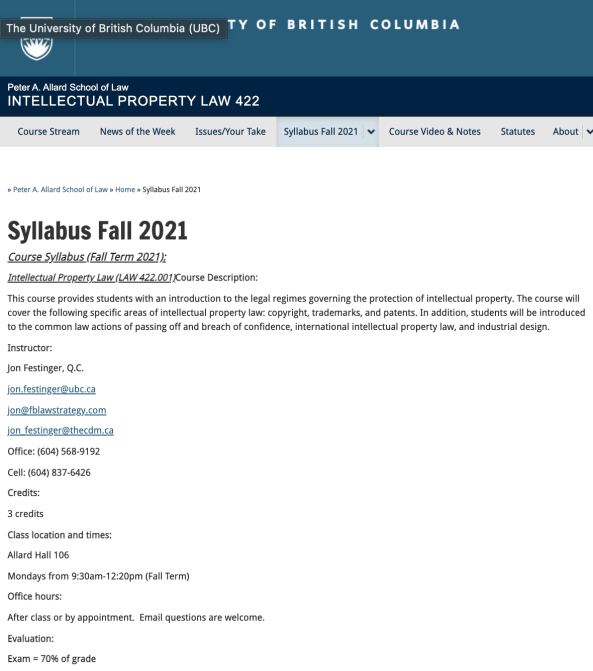 The University of British Columbia (UBC)
TY OF BRITISH COLUMBIA
Peter A. Allard School of Law
INTELLECTUAL PROPERTY LAW 422
Course Stream News of the Week Issues/Your Take Syllabus Fall 2021 Course Video & Notes Statutes About
» Peter A. Allard School of Law » Home » Syllabus Fall 2021
Syllabus Fall 2021
Course Syllabus (Fall Term 2021):
Intellectual Property Law (LAW 422.001)Course Description:
This course provides students with an introduction to the legal regimes governing the protection of intellectual property. The course will
cover the following specific areas of intellectual property law: copyright, trademarks, and patents. In addition, students will be introduced
to the common law actions of passing off and breach of confidence, international intellectual property law, and industrial design.
Instructor:
Jon Festinger, Q.C.
jon.festinger@ubc.ca
jon@fblawstrategy.com
jon_festinger@thecdm.ca
Office: (604) 568-9192
Cell: (604) 837-6426
Credits:
3 credits
Class location and times:
Allard Hall 106
Mondays from 9:30am-12:20pm (Fall Term)
Office hours:
After class or by appointment.  Email questions are welcome.
Evaluation:
Exam = 70% of grade